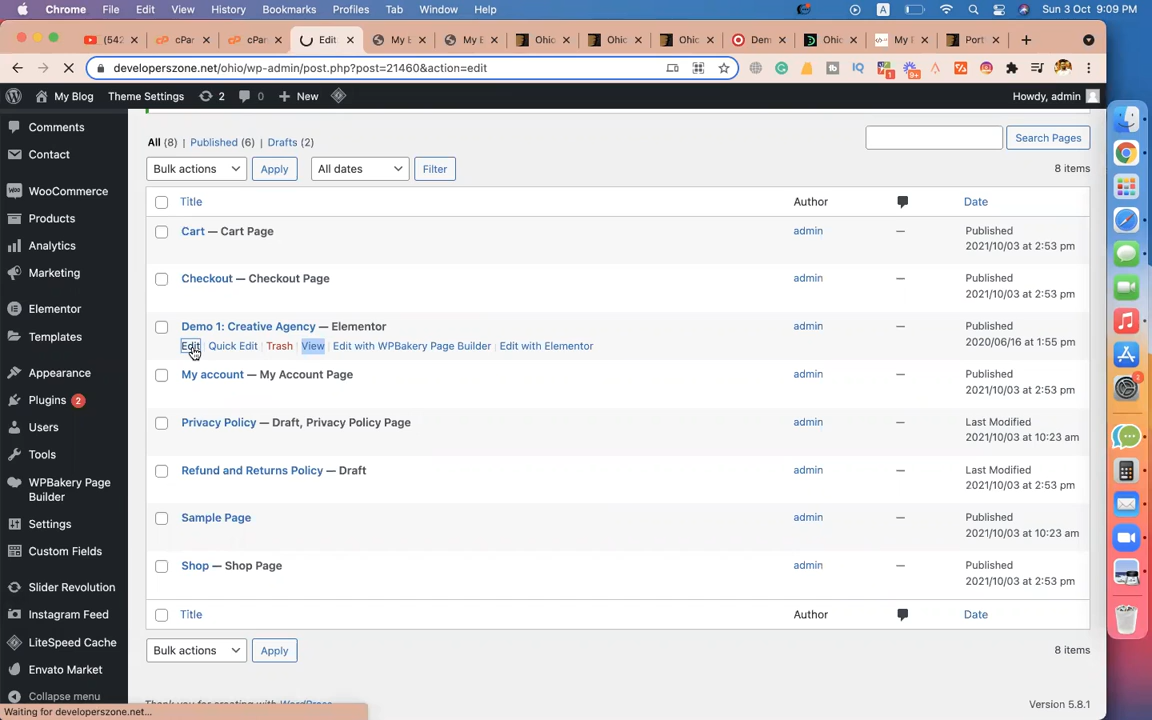 Chrome File Edit View History Bookmarks Profiles Tab Window Help A Sun 3 Oct 9:09 PM
(542 cPar cPar Edit My E My E Ohic Ohic Ohic Dem Ohic My F Port
developerszone.net/ohio/wp-admin/post.php?post=21460&action=edit
My Blog Theme Settings 2 0 New Howdy, admin
Comments
Contact
WooCommerce
Products
Analytics
Marketing
Elementor
Templates
Appearance
Plugins 2
Users
Tools
WPBakery Page
Builder
Settings
Custom Fields
Slider Revolution
Instagram Feed
LiteSpeed Cache
Envato Market
Collapse menu
All (8) | Published (6) | Drafts (2)
Search Pages
Bulk actions Apply All dates Filter 8 items
Title Author Date
Cart — Cart Page admin — Published
2021/10/03 at 2:53 pm
Checkout — Checkout Page admin — Published
2021/10/03 at 2:53 pm
Demo 1: Creative Agency — Elementor admin — Published
Edit | Quick Edit | Trash | View | Edit with WPBakery Page Builder | Edit with Elementor 2020/06/16 at 1:55 pm
My account — My Account Page admin — Published
2021/10/03 at 2:53 pm
Privacy Policy — Draft, Privacy Policy Page admin — Last Modified
2021/10/03 at 10:23 am
Refund and Returns Policy — Draft admin — Last Modified
2021/10/03 at 2:53 pm
Sample Page admin — Published
2021/10/03 at 10:23 am
Shop — Shop Page admin — Published
2021/10/03 at 2:53 pm
Title Author Date
Bulk actions Apply 8 items
Thank you for creating with WordPress. Version 5.8.1
Waiting for developerszone.net...